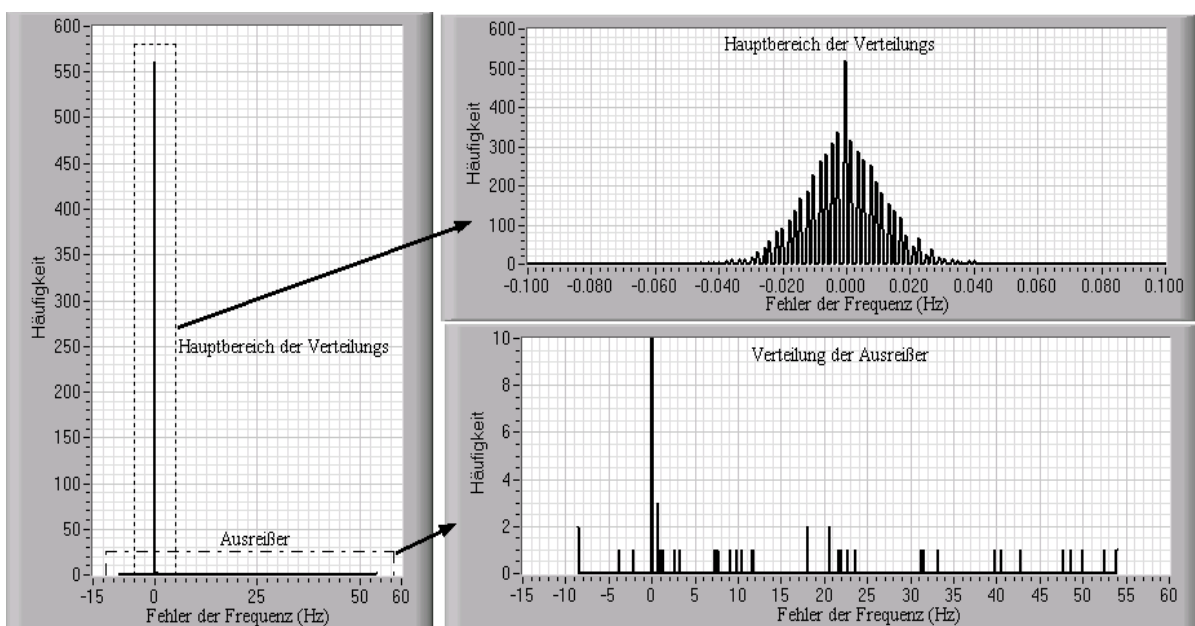 600
550
500
450
400
350
300
250
200
150
100
50
0
Häufigkeit
Hauptbereich der Verteilungs
Ausreißer
-15 0 25 50 60
Fehler der Frequenz (Hz)
Hauptbereich der Verteilungs
600
500
400
300
200
100
0
Häufigkeit
-0.100 -0.080 -0.060 -0.040 -0.020 0.000 0.020 0.040 0.060 0.080 0.100
Fehler der Frequenz (Hz)
Verteilung der Ausreißer
10
8
6
4
2
0
Häufigkeit
-15 -10 -5 0 5 10 15 20 25 30 35 40 45 50 55 60
Fehler der Frequenz (Hz)